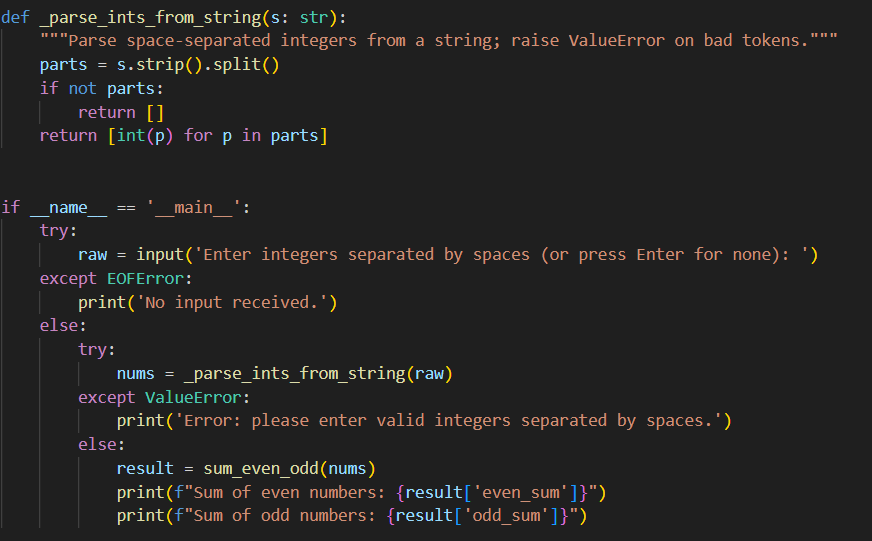 def _parse_ints_from_string(s: str):
    """Parse space-separated integers from a string; raise ValueError on bad tokens."""
    parts = s.strip().split()
    if not parts:
        return []
    return [int(p) for p in parts]
if __name__ == '__main__':
    try:
        raw = input('Enter integers separated by spaces (or press Enter for none): ')
    except EOFError:
        print('No input received.')
    else:
        try:
            nums = _parse_ints_from_string(raw)
        except ValueError:
            print('Error: please enter valid integers separated by spaces.')
        else:
            result = sum_even_odd(nums)
            print(f"Sum of even numbers: {result['even_sum']}")
            print(f"Sum of odd numbers: {result['odd_sum']}")